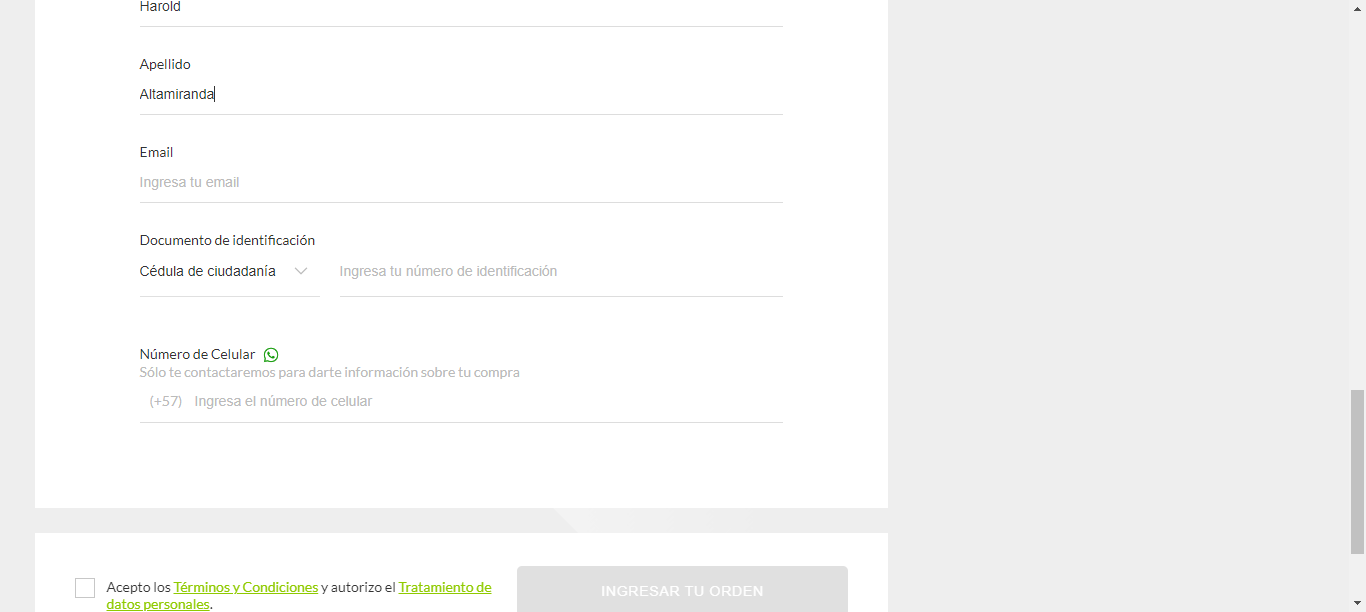 Harold
Apellido
Altamiranda
Email
Ingresa tu email
Documento de identificación
Cédula de ciudadanía Ingresa tu número de identificación
Número de Celular
Sólo te contactaremos para darte información sobre tu compra
(+57) Ingresa el número de celular
Acepto los Términos y Condiciones y autorizo el Tratamiento de
datos personales.
INGRESAR TU ORDEN